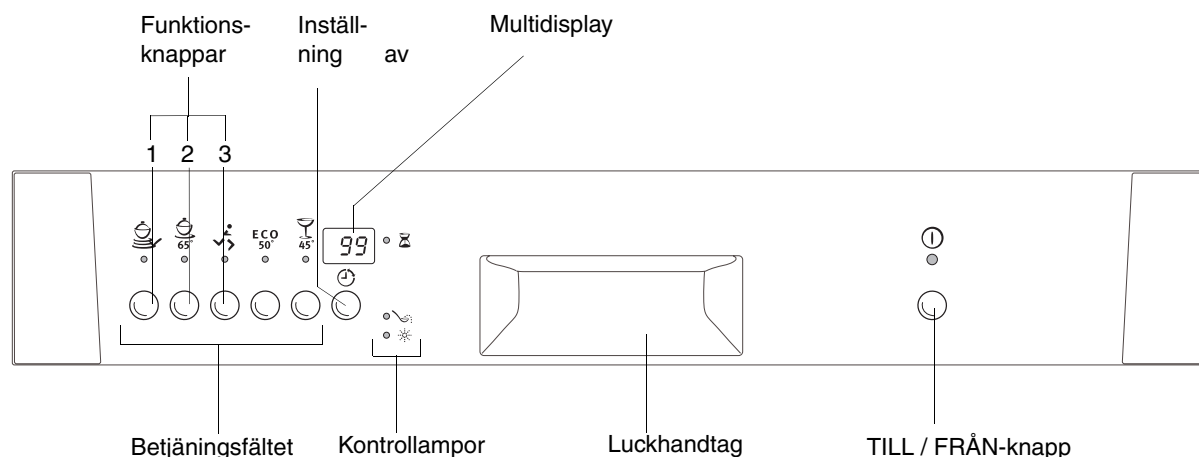 Funktions-
knappar
Inställ-
ning av
Multidisplay
1 2 3
65°
ECO
50°
45°
99
Betjäningsfältet
Kontrollampor
Luckhandtag
TILL / FRÅN-knapp